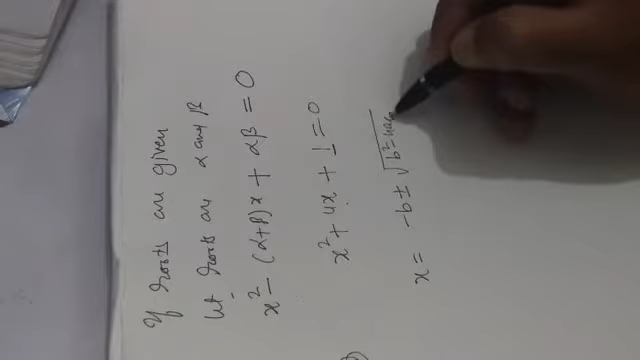 If roots are given
let roots are α and β
x² - (α+β)x + αβ = 0
x² + 4x + 1 = 0
x = -b ± √b²-4ac